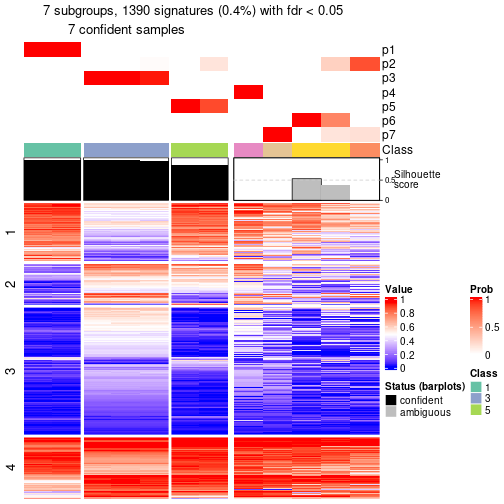 7 subgroups, 1390 signatures (0.4%) with fdr < 0.05
7 confident samples
p1
p2
p3
p4
p5
p6
p7
Class
1
0.5
0
Silhouette
score
1
2
3
4
Value
1
0.8
0.6
0.4
0.2
0
Status (barplots)
confident
ambiguous
Prob
1
0.5
0
Class
1
3
5